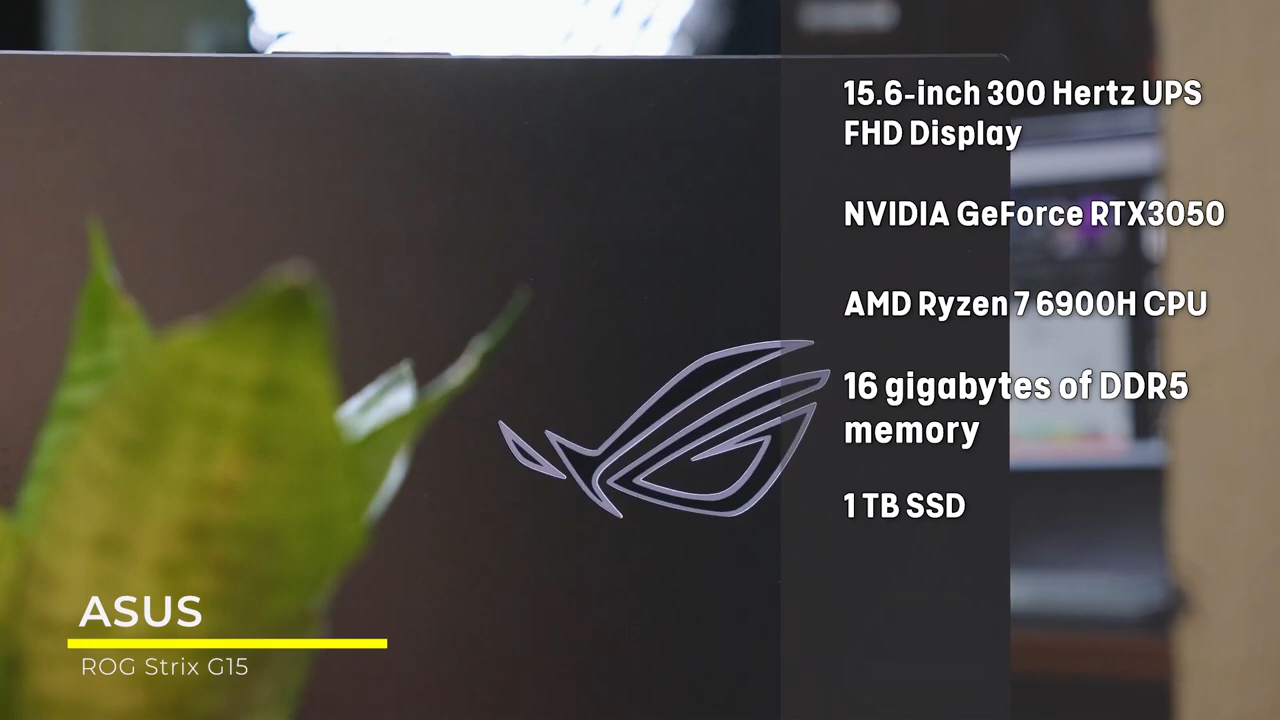 15.6-inch 300 Hertz UPS
FHD Display
NVIDIA GeForce RTX3050
AMD Ryzen 7 6900H CPU
16 gigabytes of DDR5
memory
1 TB SSD
ASUS
ROG Strix G15